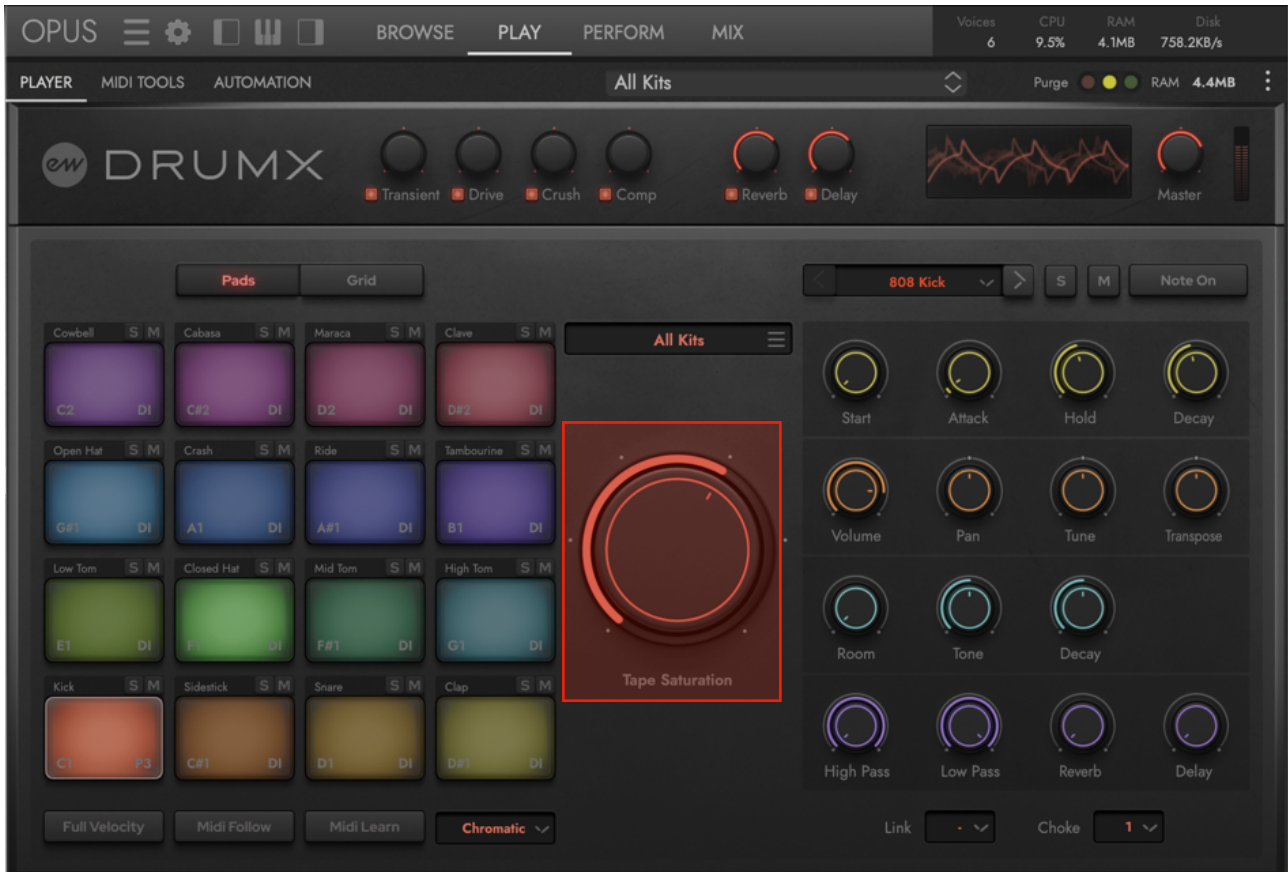 OPUS BROWSE PLAY PERFORM MIX
Voices CPU RAM Disk
6 9.5% 4.1MB 758.2KB/s
PLAYER MIDI TOOLS AUTOMATION All Kits Purge RAM 4.4MB
ew DRUMX
Transient Drive Crush Comp Reverb Delay Master
Pads Grid
808 Kick S M Note On
Cowbell S M Cabasa S M Maraca S M Clave S M
C2 DI C#2 DI D2 DI D#2 DI
All Kits
Start Attack Hold Decay
Open Hat S M Crash S M Ride S M Tambourine S M
G#1 DI A1 DI A#1 DI B1 DI
Volume Pan Tune Transpose
Low Tom S M Closed Hat S M Mid Tom S M High Tom S M
E1 DI F1 DI F#1 DI G1 DI
Room Tone Decay
Tape Saturation
Kick S M Sidestick S M Snare S M Clap S M
C1 P3 C#1 DI D1 DI D#1 DI
High Pass Low Pass Reverb Delay
Full Velocity Midi Follow Midi Learn Chromatic
Link - Choke 1